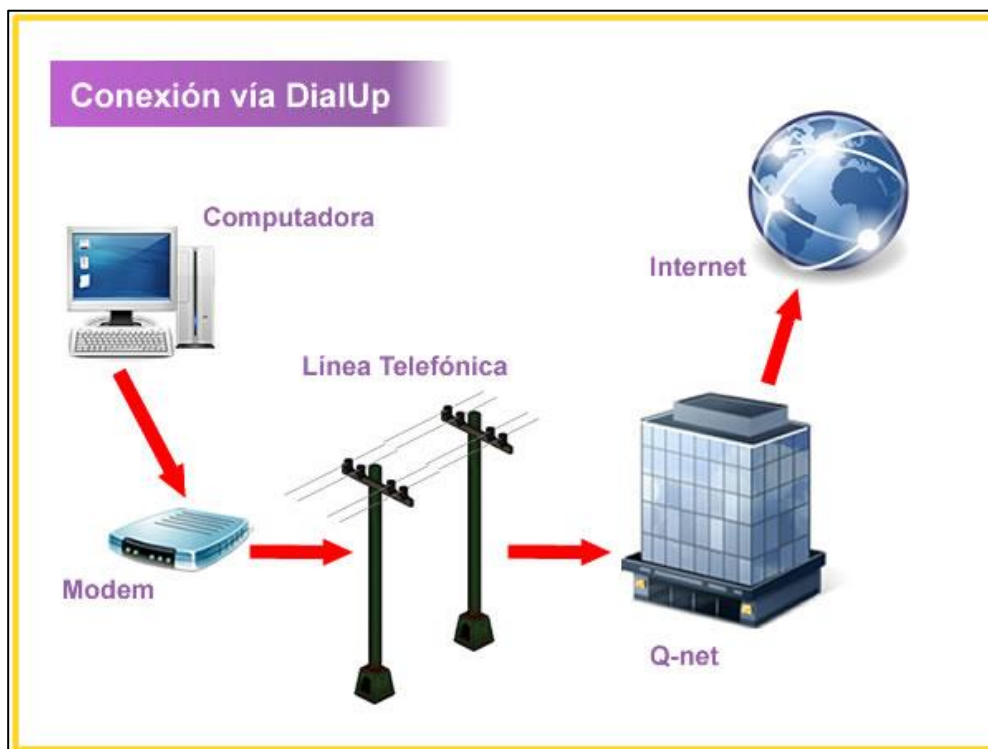 Conexión vía DialUp
Computadora
Internet
Línea Telefónica
Modem
Q-net